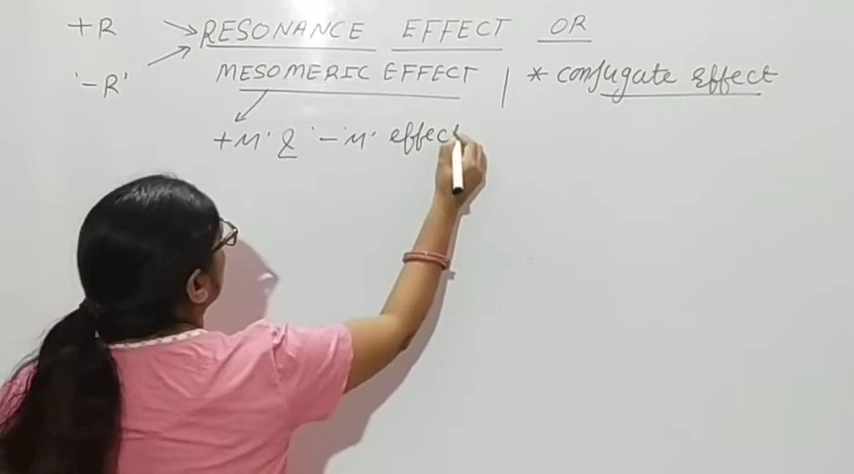 +R RESONANCE EFFECT OR
'-R' MESOMERIC EFFECT | * conjugate effect
+M' & '-M' effect